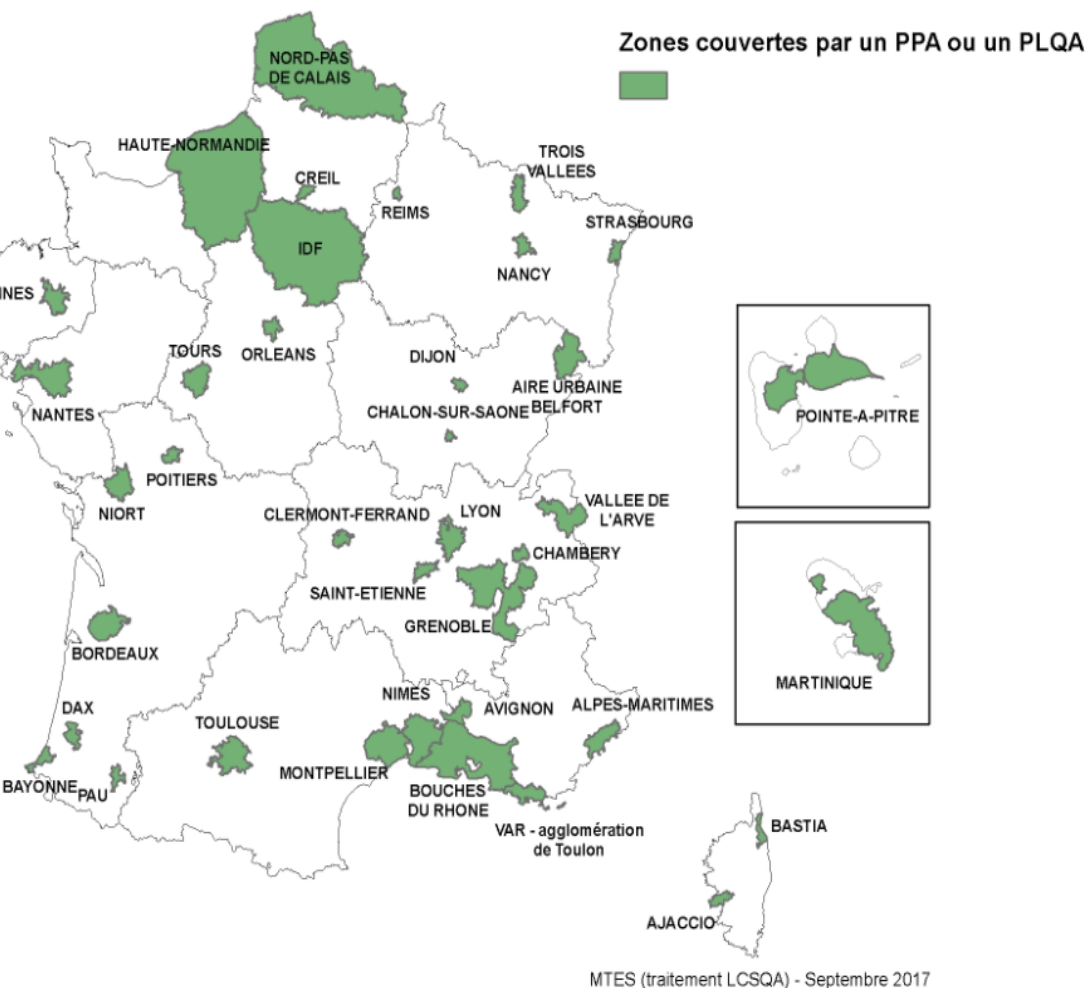 Zones couvertes par un PPA ou un PLQA
NORD-PAS
DE CALAIS
HAUTE-NORMANDIE
CREIL
REIMS
TROIS
VALLEES
STRASBOURG
IDF
NANCY
NNES
TOURS
ORLEANS
DIJON
AIRE URBAINE
BELFORT
NANTES
CHALON-SUR-SAONE
POINTE-A-PITRE
POITIERS
NIORT
CLERMONT-FERRAND
LYON
VALLEE DE
L'ARVE
CHAMBERY
SAINT-ETIENNE
GRENOBLE
BORDEAUX
MARTINIQUE
NIMES
AVIGNON
ALPES-MARITIMES
DAX
TOULOUSE
MONTPELLIER
BAYONNE
PAU
BOUCHES
DU RHONE
VAR - agglomération
de Toulon
BASTIA
AJACCIO
MTES (traitement LCSQA) - Septembre 2017